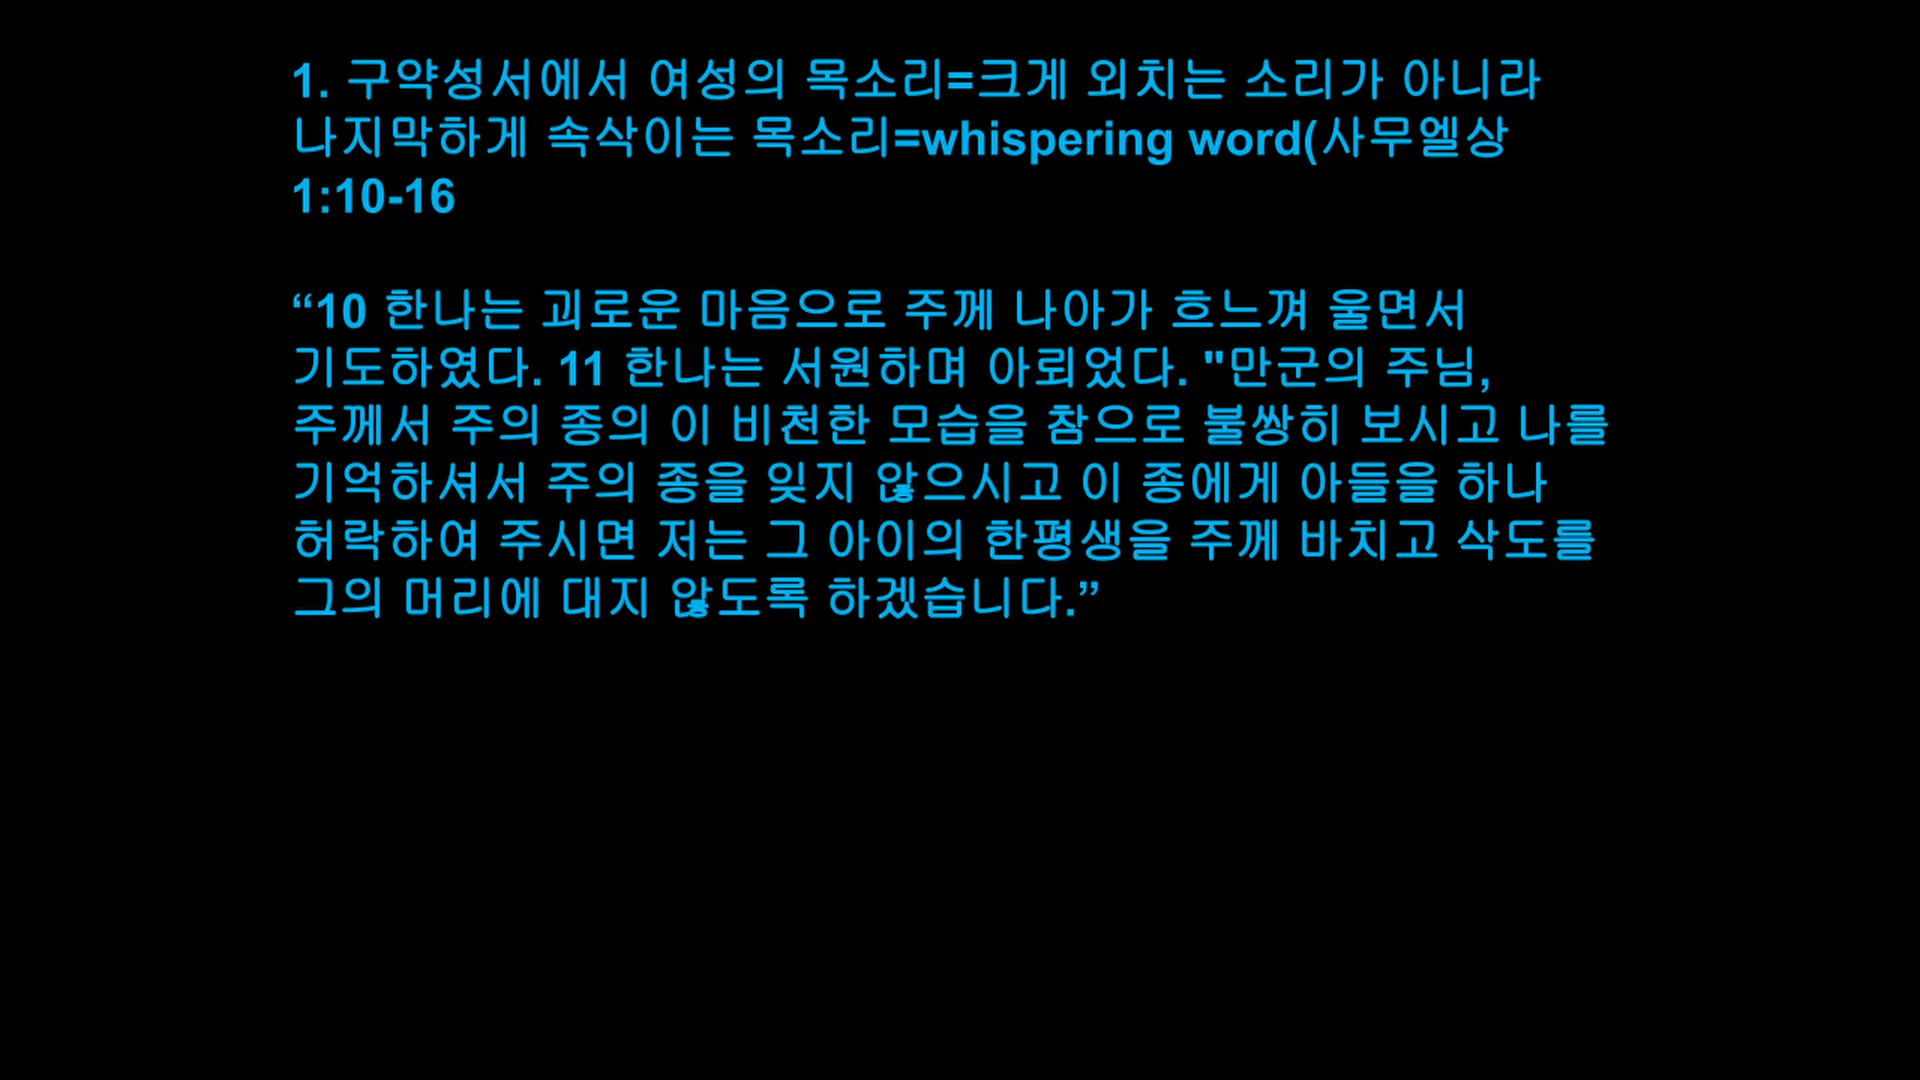 1. 구약성서에서 여성의 목소리=크게 외치는 소리가 아니라
나지막하게 속삭이는 목소리=whispering word(사무엘상
1:10-16
“10 한나는 괴로운 마음으로 주께 나아가 흐느껴 울면서
기도하였다. 11 한나는 서원하며 아뢰었다. "만군의 주님,
주께서 주의 종의 이 비천한 모습을 참으로 불쌍히 보시고 나를
기억하셔서 주의 종을 잊지 않으시고 이 종에게 아들을 하나
허락하여 주시면 저는 그 아이의 한평생을 주께 바치고 삭도를
그의 머리에 대지 않도록 하겠습니다.”